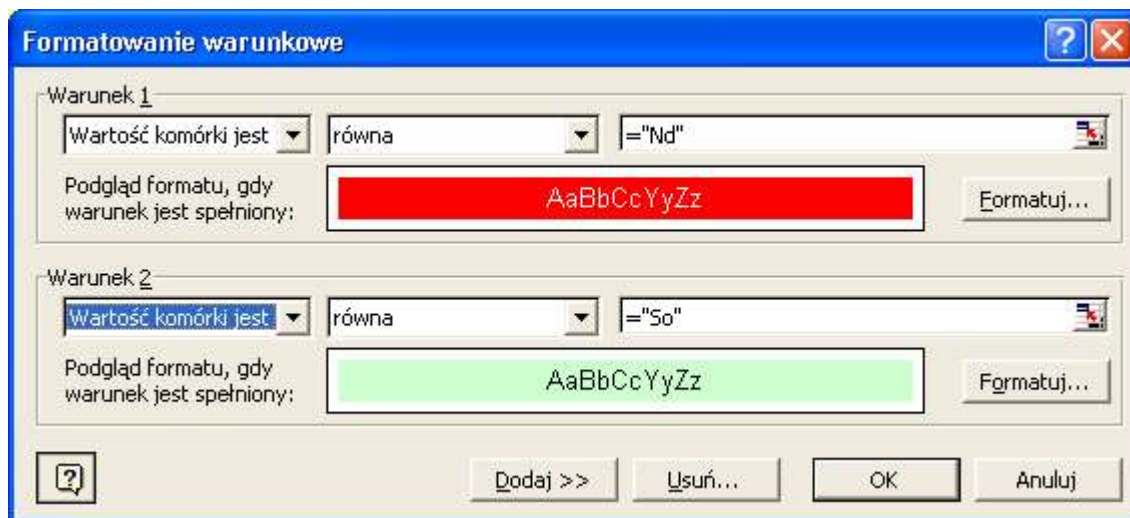 Formatowanie warunkowe
Warunek 1
Wartość komórki jest równa ="Nd"
Podgląd formatu, gdy
warunek jest spełniony:
AaBbCcYyZz
Formatuj...
Warunek 2
Wartość komórki jest równa ="So"
Podgląd formatu, gdy
warunek jest spełniony:
AaBbCcYyZz
Formatuj...
Dodaj >> Usuń... OK Anuluj